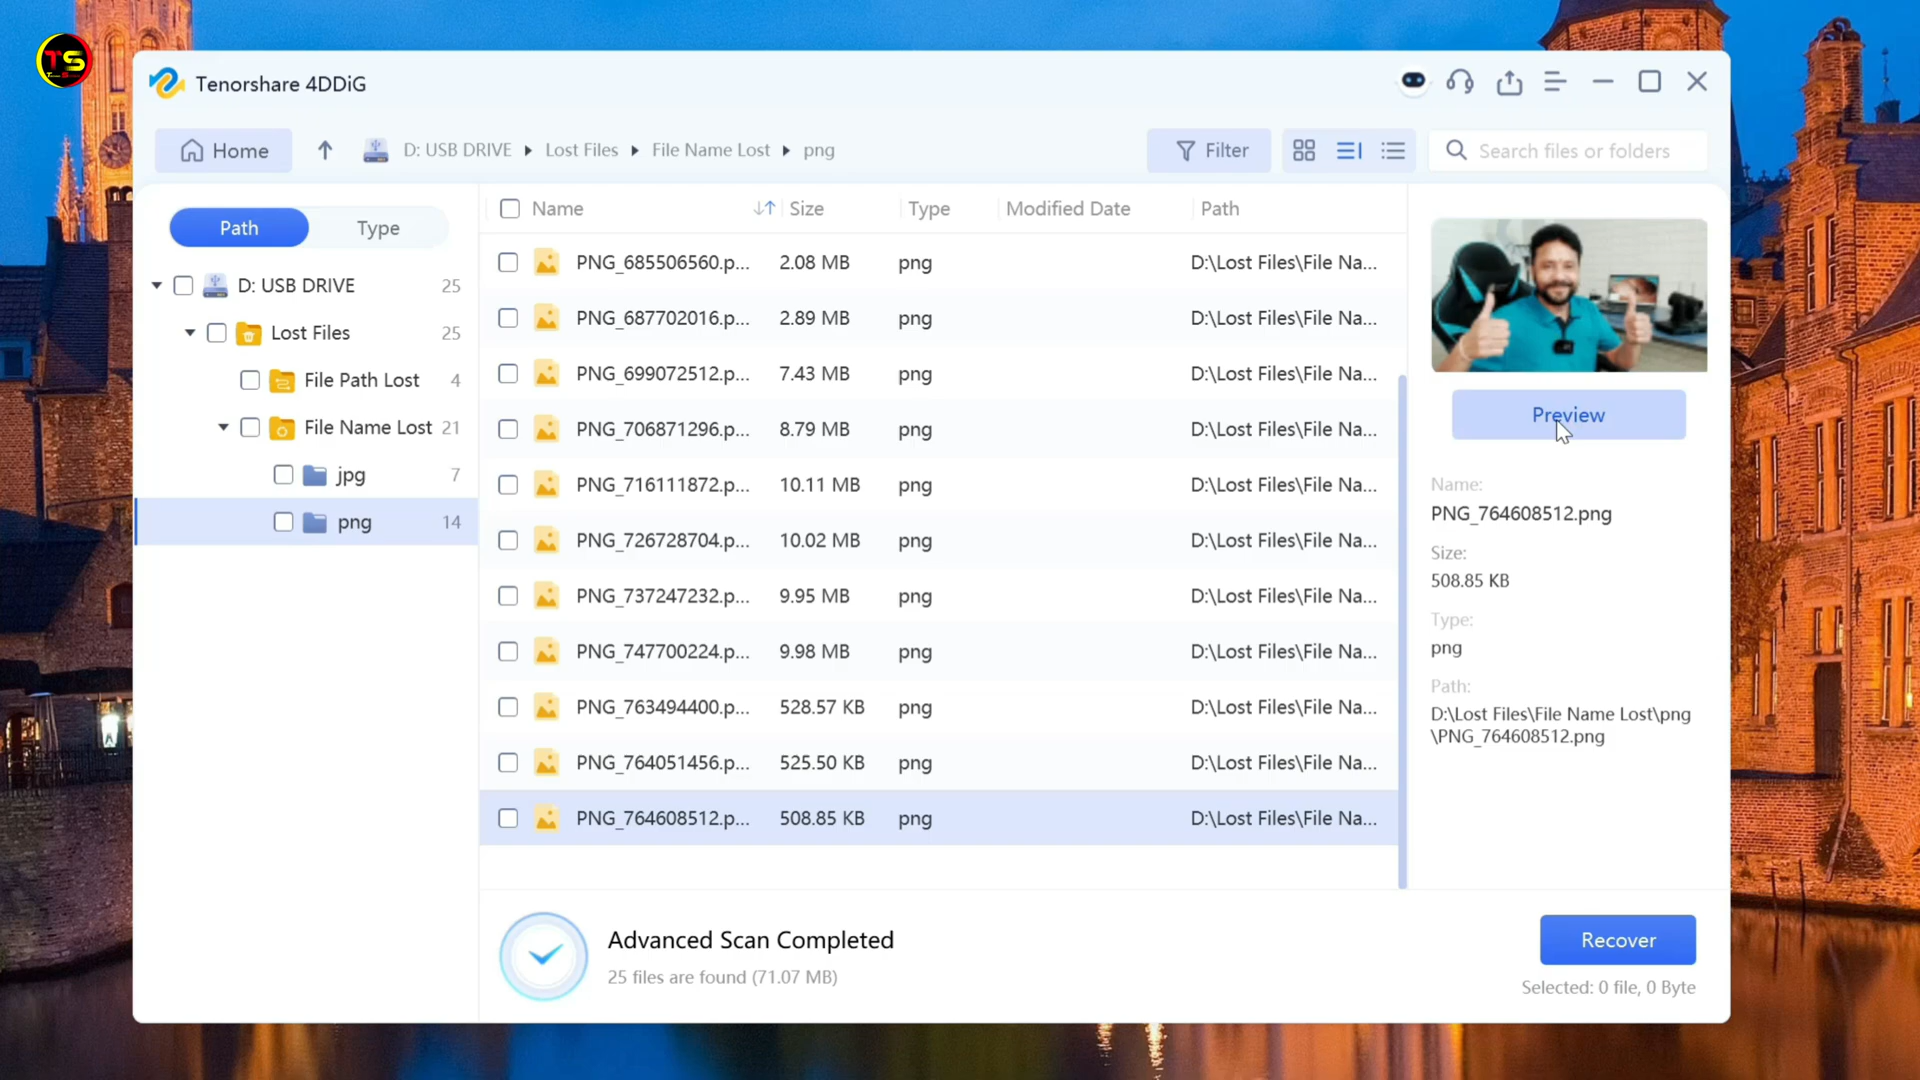 TS
Tenorshare 4DDiG
Home
D: USB DRIVE
Lost Files
File Name Lost
png
Filter
Search files or folders
Path
Type
D: USB DRIVE 25
Lost Files 25
File Path Lost 4
File Name Lost 21
jpg 7
png 14
Name Size Type Modified Date Path
PNG_685506560.p... 2.08 MB png D:\Lost Files\File Na...
PNG_687702016.p... 2.89 MB png D:\Lost Files\File Na...
PNG_699072512.p... 7.43 MB png D:\Lost Files\File Na...
PNG_706871296.p... 8.79 MB png D:\Lost Files\File Na...
PNG_716111872.p... 10.11 MB png D:\Lost Files\File Na...
PNG_726728704.p... 10.02 MB png D:\Lost Files\File Na...
PNG_737247232.p... 9.95 MB png D:\Lost Files\File Na...
PNG_747700224.p... 9.98 MB png D:\Lost Files\File Na...
PNG_763494400.p... 528.57 KB png D:\Lost Files\File Na...
PNG_764051456.p... 525.50 KB png D:\Lost Files\File Na...
PNG_764608512.p... 508.85 KB png D:\Lost Files\File Na...
Preview
Name:
PNG_764608512.png
Size:
508.85 KB
Type:
png
Path:
D:\Lost Files\File Name Lost\png
\PNG_764608512.png
Advanced Scan Completed
25 files are found (71.07 MB)
Recover
Selected: 0 file, 0 Byte